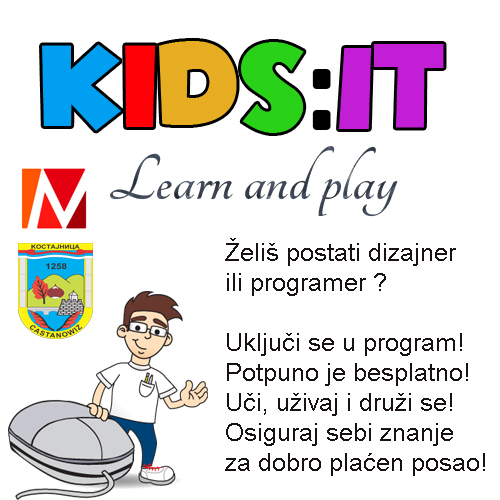 KIDS:IT
Learn and play
КОСТАЈНИЦА
1258
CASTANOWIZ
Želiš postati dizajner
ili programer ?
Uključi se u program!
Potpuno je besplatno!
Uči, uživaj i druži se!
Osiguraj sebi znanje
za dobro plaćen posao!